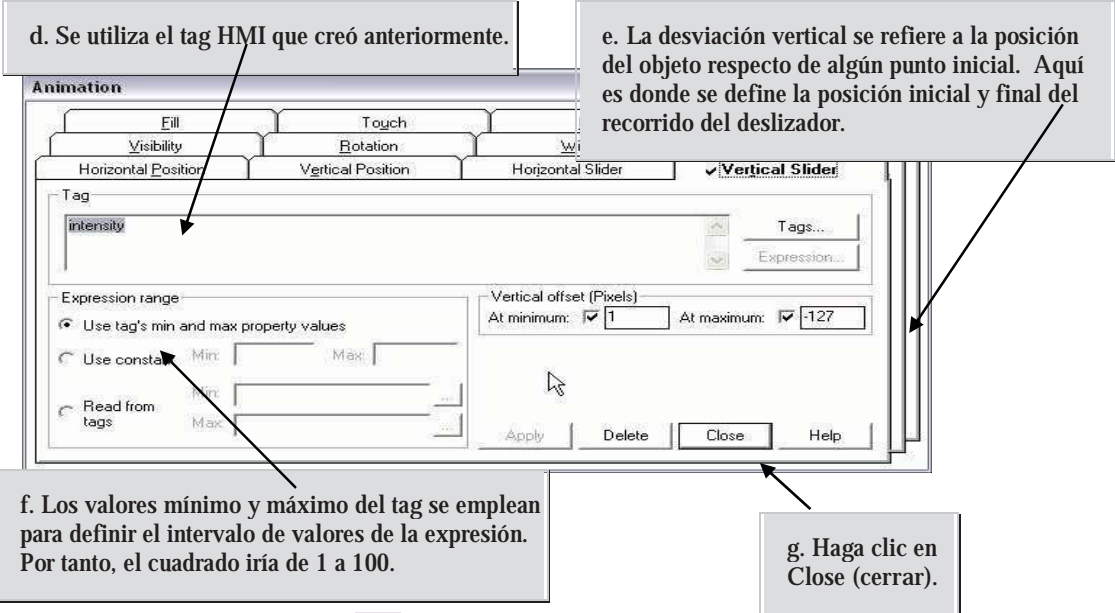 d. Se utiliza el tag HMI que creó anteriormente.
e. La desviación vertical se refiere a la posición
del objeto respecto de algún punto inicial. Aquí
es donde se define la posición inicial y final del
recorrido del deslizador.
Animation
Fill
Touch
Visibility
Rotation
Horizontal Position
Vertical Position
Horizontal Slider
Vertical Slider
Tag
intensity
Tags...
Expression...
Expression range
Use tag's min and max property values
Use
Min:
Max:
Read from
tags
Min:
...
Max:
...
Vertical offset (Pixels)
At minimum: 1
At maximum: -127
Apply
Delete
Close
Help
f. Los valores mínimo y máximo del tag se emplean
para definir el intervalo de valores de la expresión.
Por tanto, el cuadrado iría de 1 a 100.
g. Haga clic en
Close (cerrar).